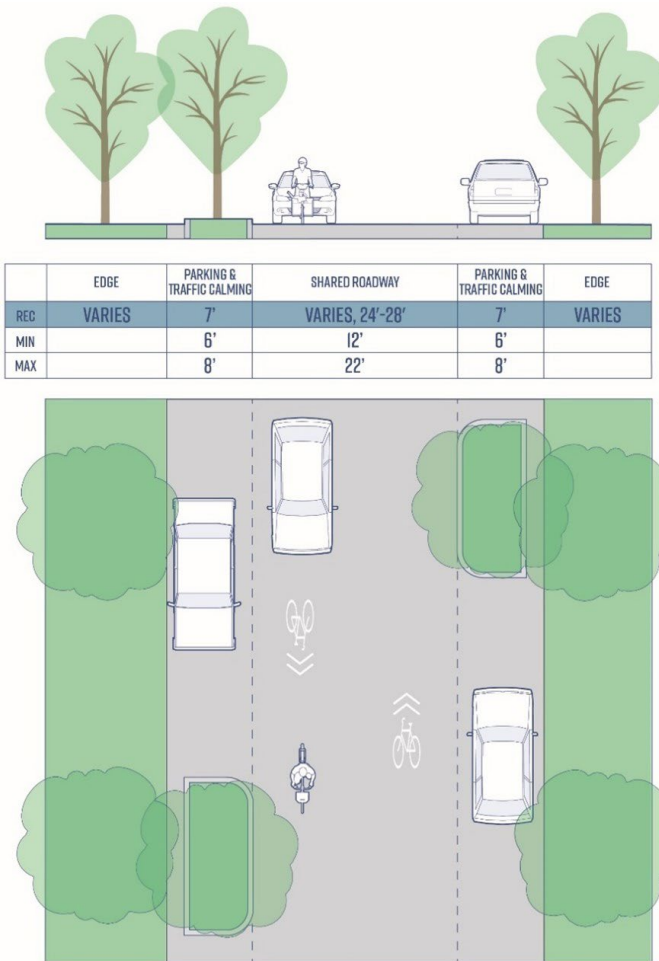 EDGE PARKING & TRAFFIC CALMING SHARED ROADWAY PARKING & TRAFFIC CALMING EDGE
REC VARIES 7' VARIES, 24'-28' 7' VARIES
MIN 6' 12' 6'
MAX 8' 22' 8'